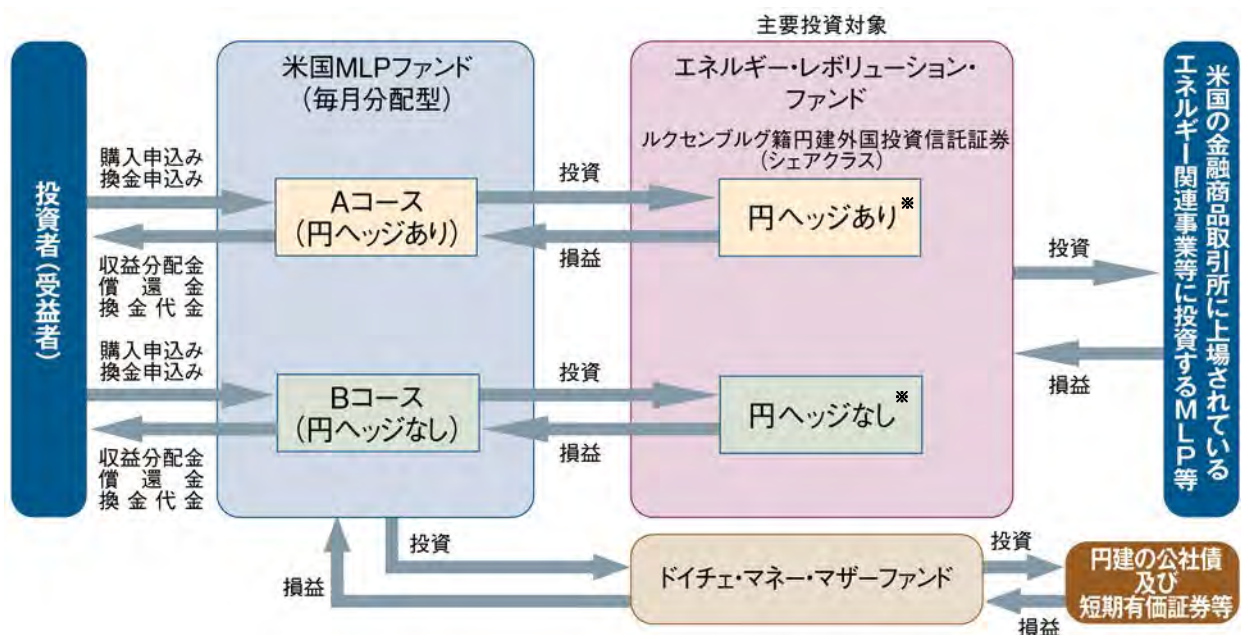 主要投資対象
投資者（受益者）
購入申込み
換金申込み
収益分配金
償還金
換金代金
購入申込み
換金申込み
収益分配金
償還金
換金代金
米国MLPファンド
（毎月分配型）
Aコース
（円ヘッジあり）
Bコース
（円ヘッジなし）
投資
損益
投資
損益
エネルギー・レボリューション・
ファンド
ルクセンブルグ籍円建外国投資信託証券
（シェアクラス）
円ヘッジあり※
円ヘッジなし※
投資
損益
米国の金融商品取引所に上場されている
エネルギー関連事業等に投資するMLP等
投資
損益
ドイチェ・マネー・マザーファンド
投資
損益
円建の公社債
及び
短期有価証券等